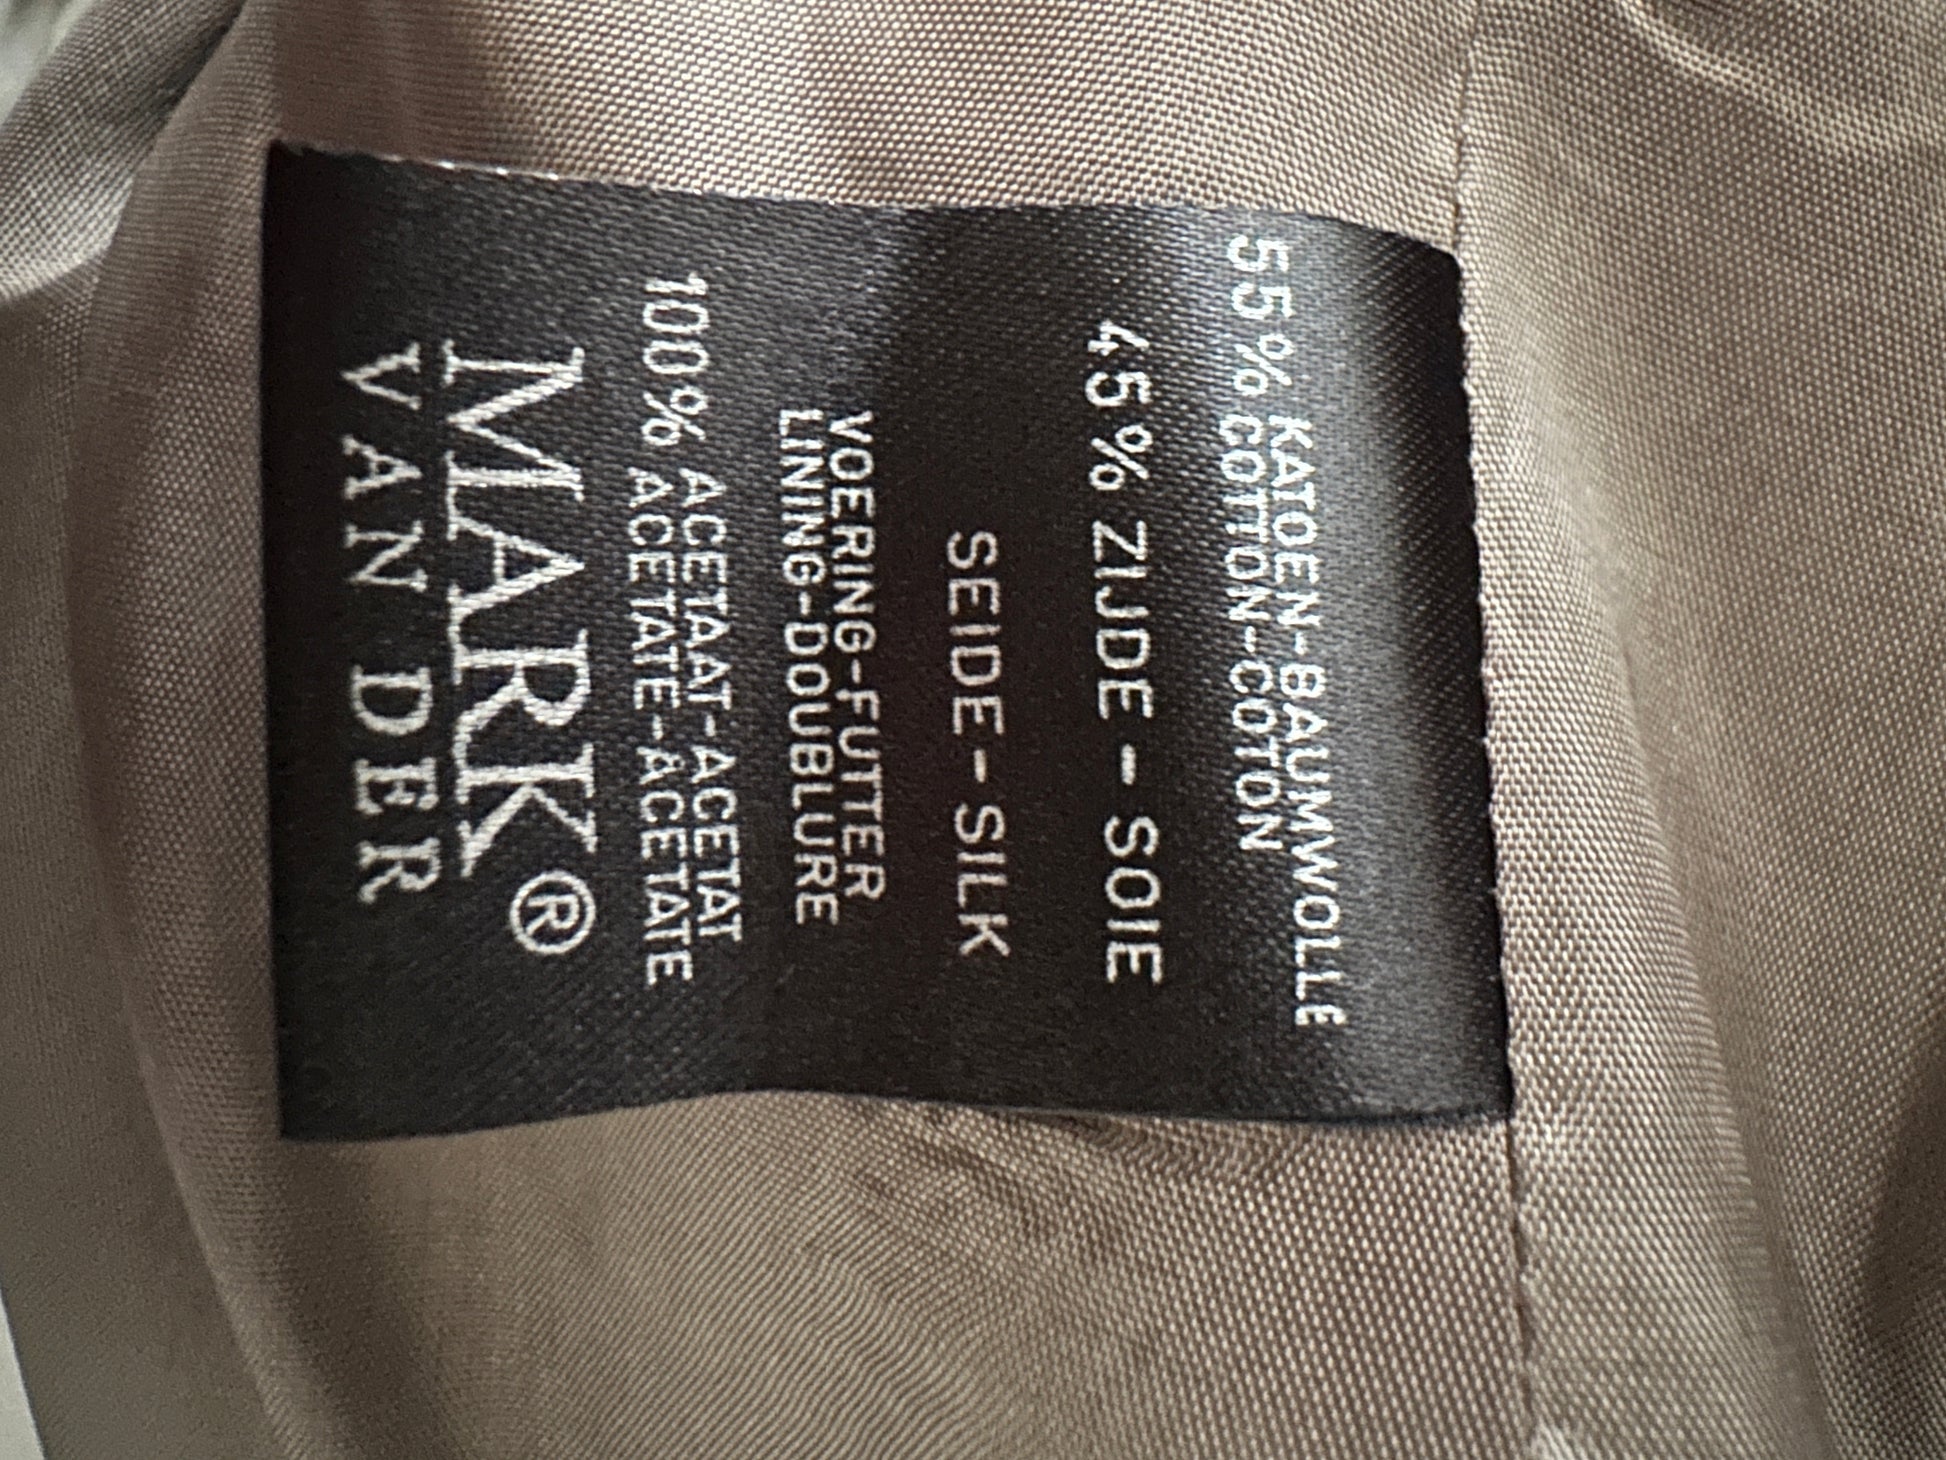 55% KATOEN-BAUMWOLLE
COTTON-COTON
45% ZIJDE - SOIE
SEIDE - SILK
VOERING-FUTTER
LINING-DOUBLURE
100% ACETAAT-ACETAT
ACETATE-ACETATE
MARK®
VAN DER